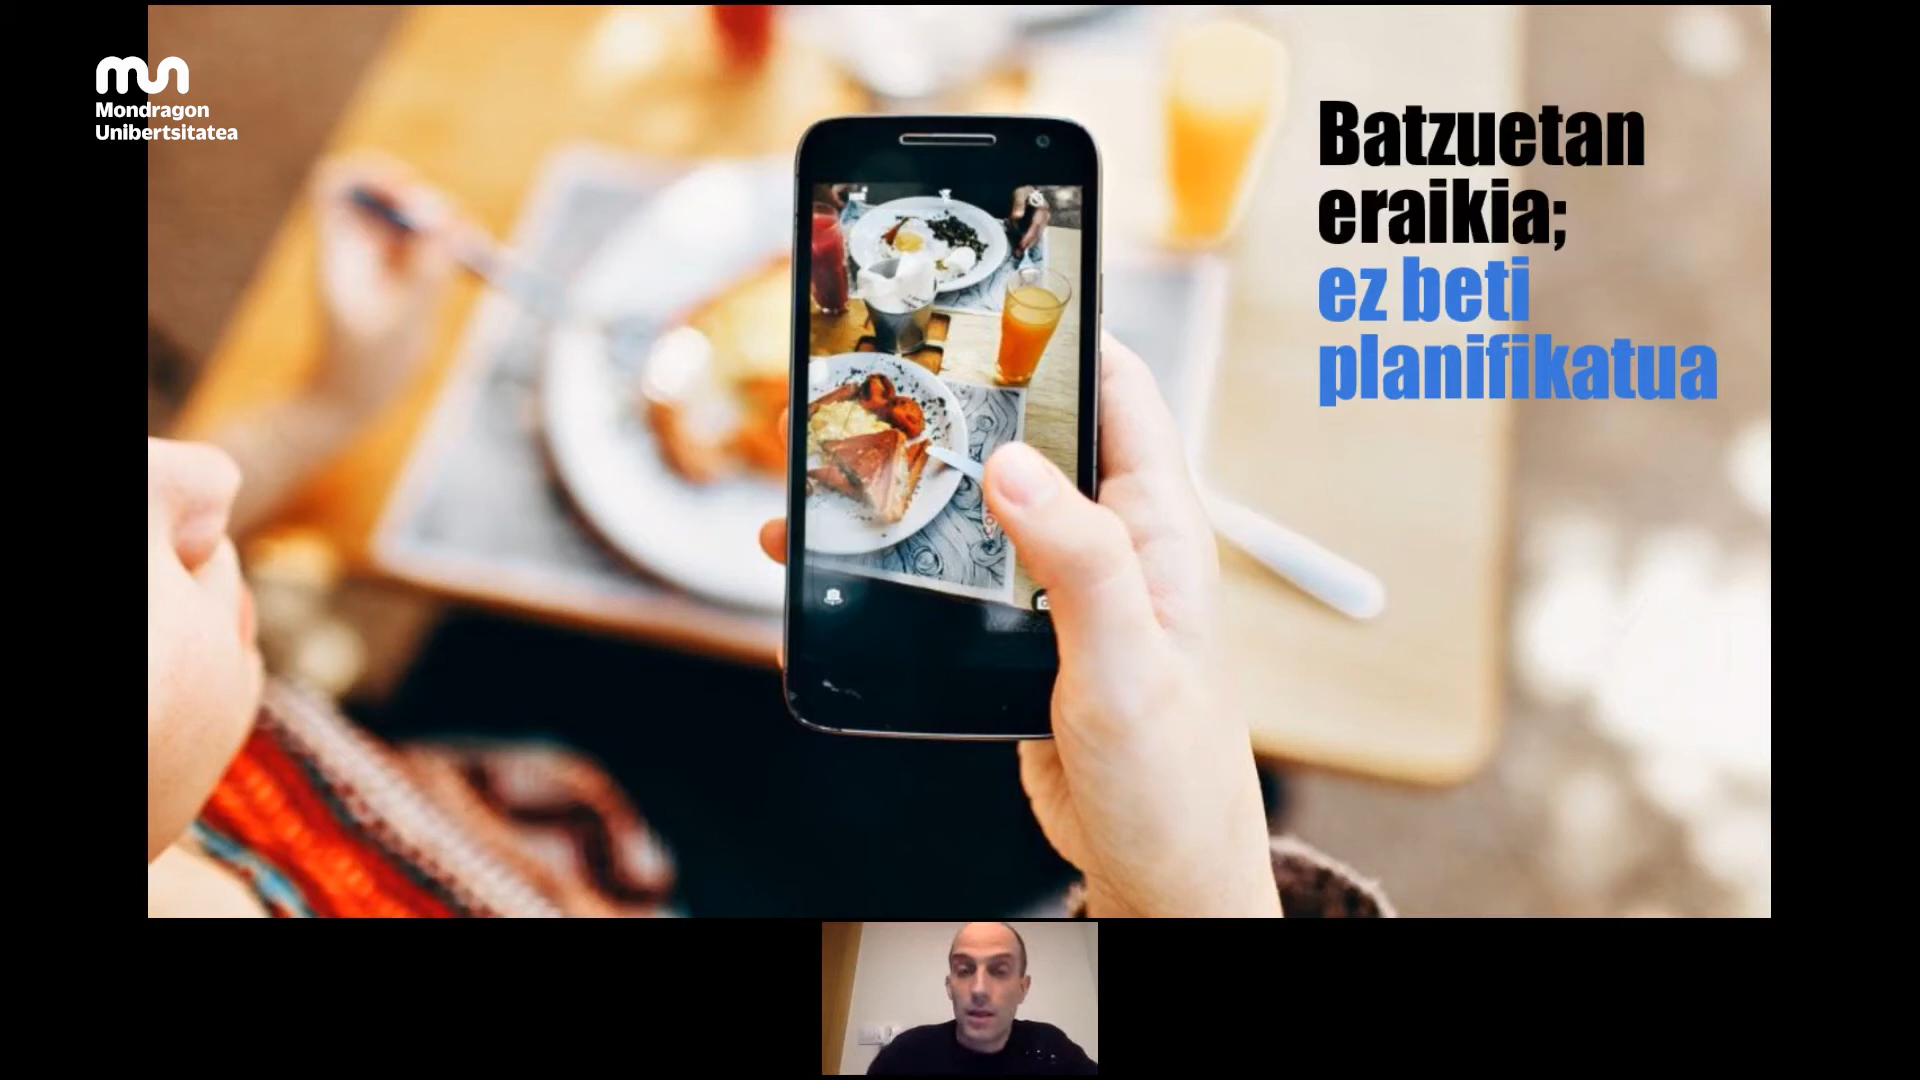 Mondragon
Unibertsitatea
Batzuetan
eraikia;
ez beti
planifikatua